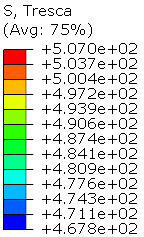 S, Tresca
(Avg: 75%)
+5.070e+02
+5.037e+02
+5.004e+02
+4.972e+02
+4.939e+02
+4.906e+02
+4.874e+02
+4.841e+02
+4.809e+02
+4.776e+02
+4.743e+02
+4.711e+02
+4.678e+02